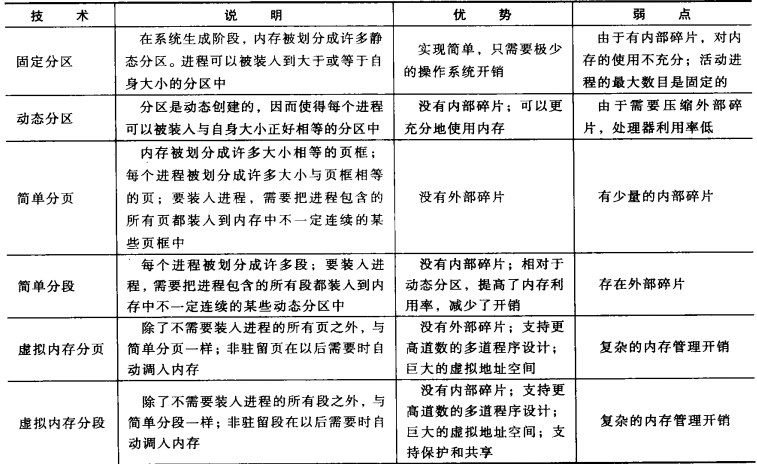 技 术 说 明 优 势 弱 点
固定分区
在系统生成阶段，内存被划分成许多静
态分区。进程可以被装入到大于或等于自
身大小的分区中
实现简单，只需要极少
的操作系统开销
由于有内部碎片，对内
存的使用不充分；活动进
程的最大数目是固定的
动态分区
分区是动态创建的，因而使得每个进程
可以被装入与自身大小正好相等的分区中
没有内部碎片；可以更
充分地使用内存
由于需要压缩外部碎
片，处理器利用率低
简单分页
内存被划分成许多大小相等的页框；
每个进程被划分成许多大小与页框相等
的页；要装入进程，需要把进程包含的
所有页都装入到内存中不一定连续的某
些页框中
没有外部碎片
有少量的内部碎片
简单分段
每个进程被划分成许多段；要装入进
程，需要把进程包含的所有段都装入到内
存中不一定连续的某些动态分区中
没有内部碎片；相对于
动态分区，提高了内存利
用率，减少了开销
存在外部碎片
虚拟内存分页
除了不需要装入进程的所有页之外，与
简单分页一样；非驻留页在以后需要时自
动调入内存
没有外部碎片；支持更
高道数的多道程序设计；
巨大的虚拟地址空间
复杂的内存管理开销
虚拟内存分段
除了不需要装入进程的所有段之外，与
简单分段一样；非驻留段在以后需要时自
动调入内存
没有内部碎片；支持更
高道数的多道程序设计；
巨大的虚拟地址空间；支
持保护和共享
复杂的内存管理开销